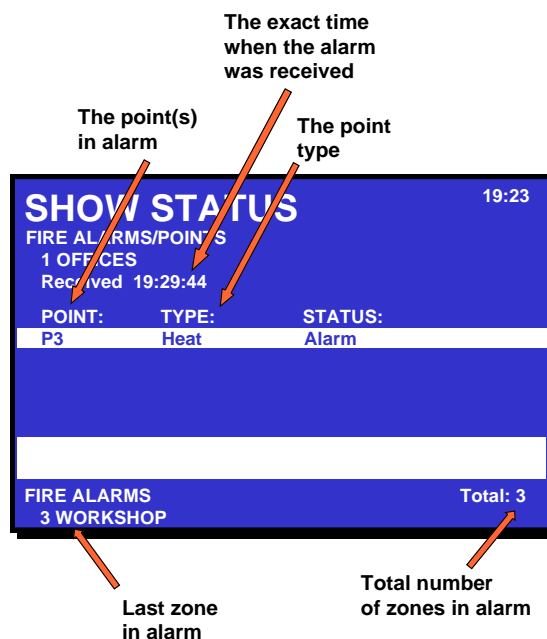 The exact time
when the alarm
was received
The point(s)
in alarm
The point
type
SHOW STATUS
19:23
FIRE ALARMS/POINTS
1 OFFICES
Received 19:29:44
POINT: TYPE: STATUS:
P3 Heat Alarm
FIRE ALARMS Total: 3
3 WORKSHOP
Last zone
in alarm
Total number
of zones in alarm